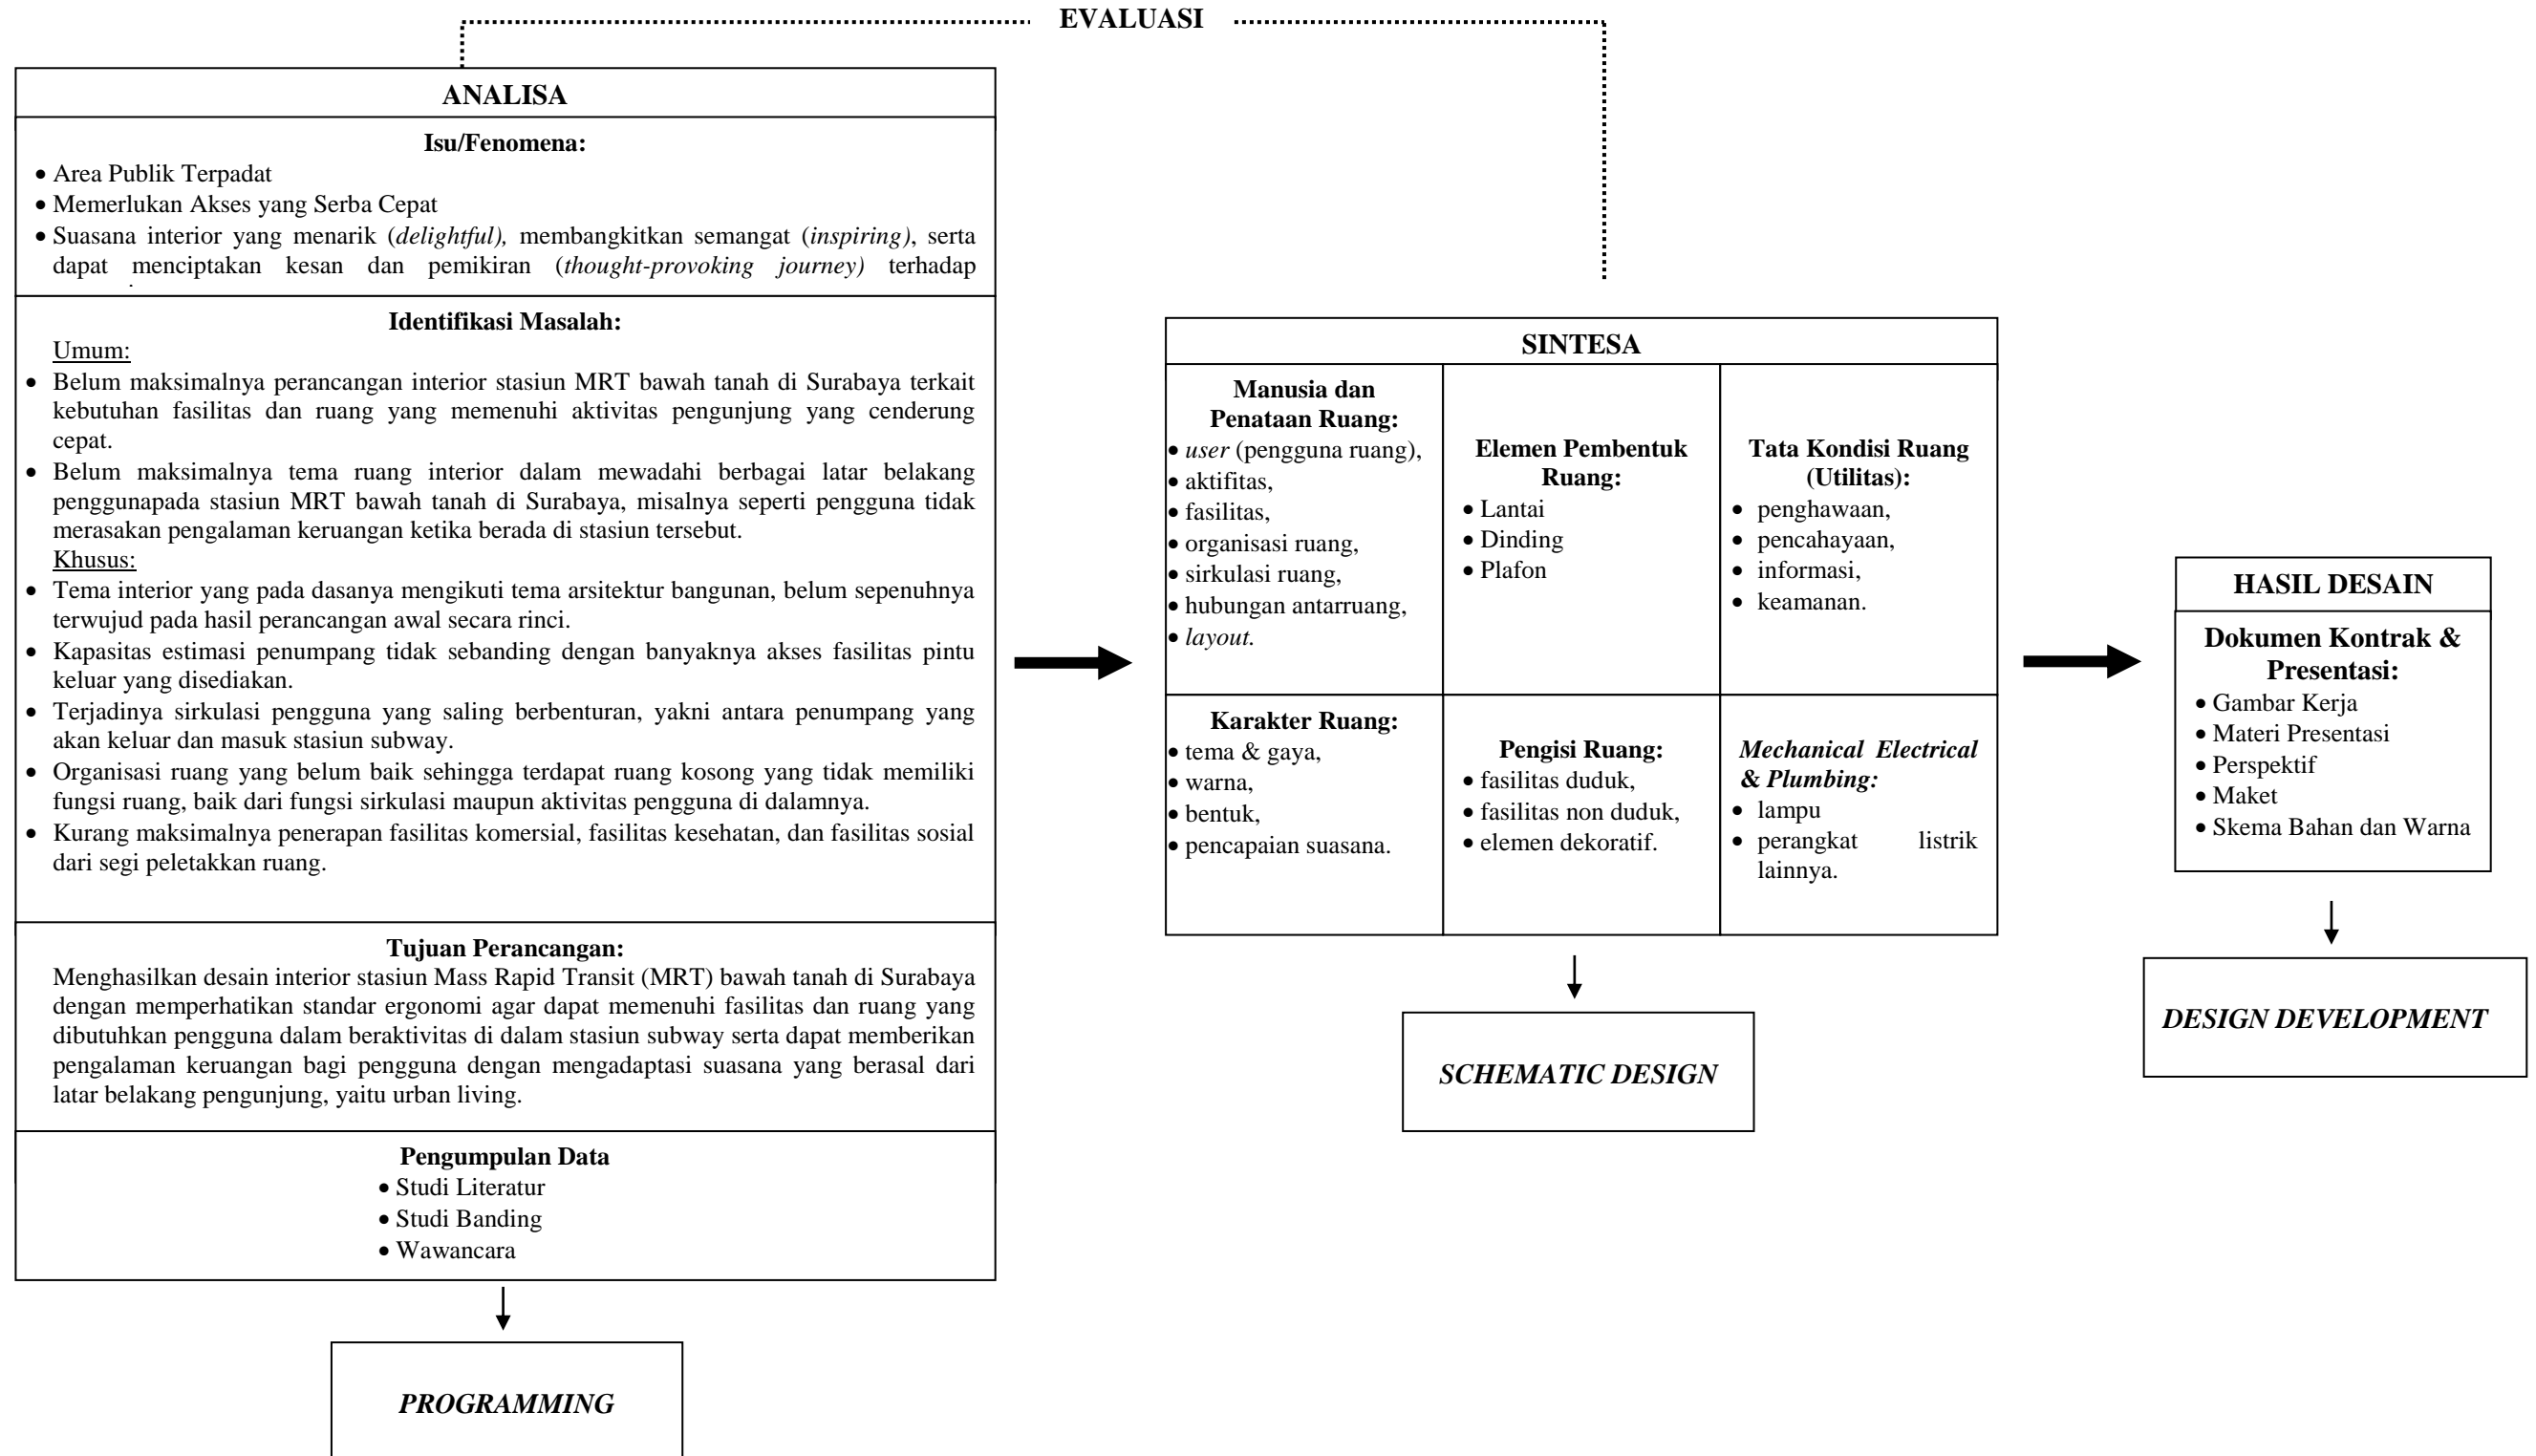 EVALUASI
ANALISA
Isu/Fenomena:
• Area Publik Terpadat
• Memerlukan Akses yang Serba Cepat
• Suasana interior yang menarik (delightful), membangkitkan semangat (inspiring), serta
dapat menciptakan kesan dan pemikiran (thought-provoking journey) terhadap
Identifikasi Masalah:
Umum:
• Belum maksimalnya perancangan interior stasiun MRT bawah tanah di Surabaya terkait
kebutuhan fasilitas dan ruang yang memenuhi aktivitas pengunjung yang cenderung
cepat.
• Belum maksimalnya tema ruang interior dalam mewadahi berbagai latar belakang
penggunapada stasiun MRT bawah tanah di Surabaya, misalnya seperti pengguna tidak
merasakan pengalaman keruangan ketika berada di stasiun tersebut.
Khusus:
• Tema interior yang pada dasanya mengikuti tema arsitektur bangunan, belum sepenuhnya
terwujud pada hasil perancangan awal secara rinci.
• Kapasitas estimasi penumpang tidak sebanding dengan banyaknya akses fasilitas pintu
keluar yang disediakan.
• Terjadinya sirkulasi pengguna yang saling berbenturan, yakni antara penumpang yang
akan keluar dan masuk stasiun subway.
• Organisasi ruang yang belum baik sehingga terdapat ruang kosong yang tidak memiliki
fungsi ruang, baik dari fungsi sirkulasi maupun aktivitas pengguna di dalamnya.
• Kurang maksimalnya penerapan fasilitas komersial, fasilitas kesehatan, dan fasilitas sosial
dari segi peletakkan ruang.
Tujuan Perancangan:
Menghasilkan desain interior stasiun Mass Rapid Transit (MRT) bawah tanah di Surabaya
dengan memperhatikan standar ergonomi agar dapat memenuhi fasilitas dan ruang yang
dibutuhkan pengguna dalam beraktivitas di dalam stasiun subway serta dapat memberikan
pengalaman keruangan bagi pengguna dengan mengadaptasi suasana yang berasal dari
latar belakang pengunjung, yaitu urban living.
Pengumpulan Data
• Studi Literatur
• Studi Banding
• Wawancara
PROGRAMMING
SINTESA
Manusia dan
Penataan Ruang:
• user (pengguna ruang),
• aktifitas,
• fasilitas,
• organisasi ruang,
• sirkulasi ruang,
• hubungan antarruang,
• layout.
Elemen Pembentuk
Ruang:
• Lantai
• Dinding
• Plafon
Tata Kondisi Ruang
(Utilitas):
• penghawaan,
• pencahayaan,
• informasi,
• keamanan.
Karakter Ruang:
• tema & gaya,
• warna,
• bentuk,
• pencapaian suasana.
Pengisi Ruang:
• fasilitas duduk,
• fasilitas non duduk,
• elemen dekoratif.
Mechanical Electrical
& Plumbing:
• lampu
• perangkat listrik
lainnya.
SCHEMATIC DESIGN
HASIL DESAIN
Dokumen Kontrak &
Presentasi:
• Gambar Kerja
• Materi Presentasi
• Perspektif
• Maket
• Skema Bahan dan Warna
DESIGN DEVELOPMENT